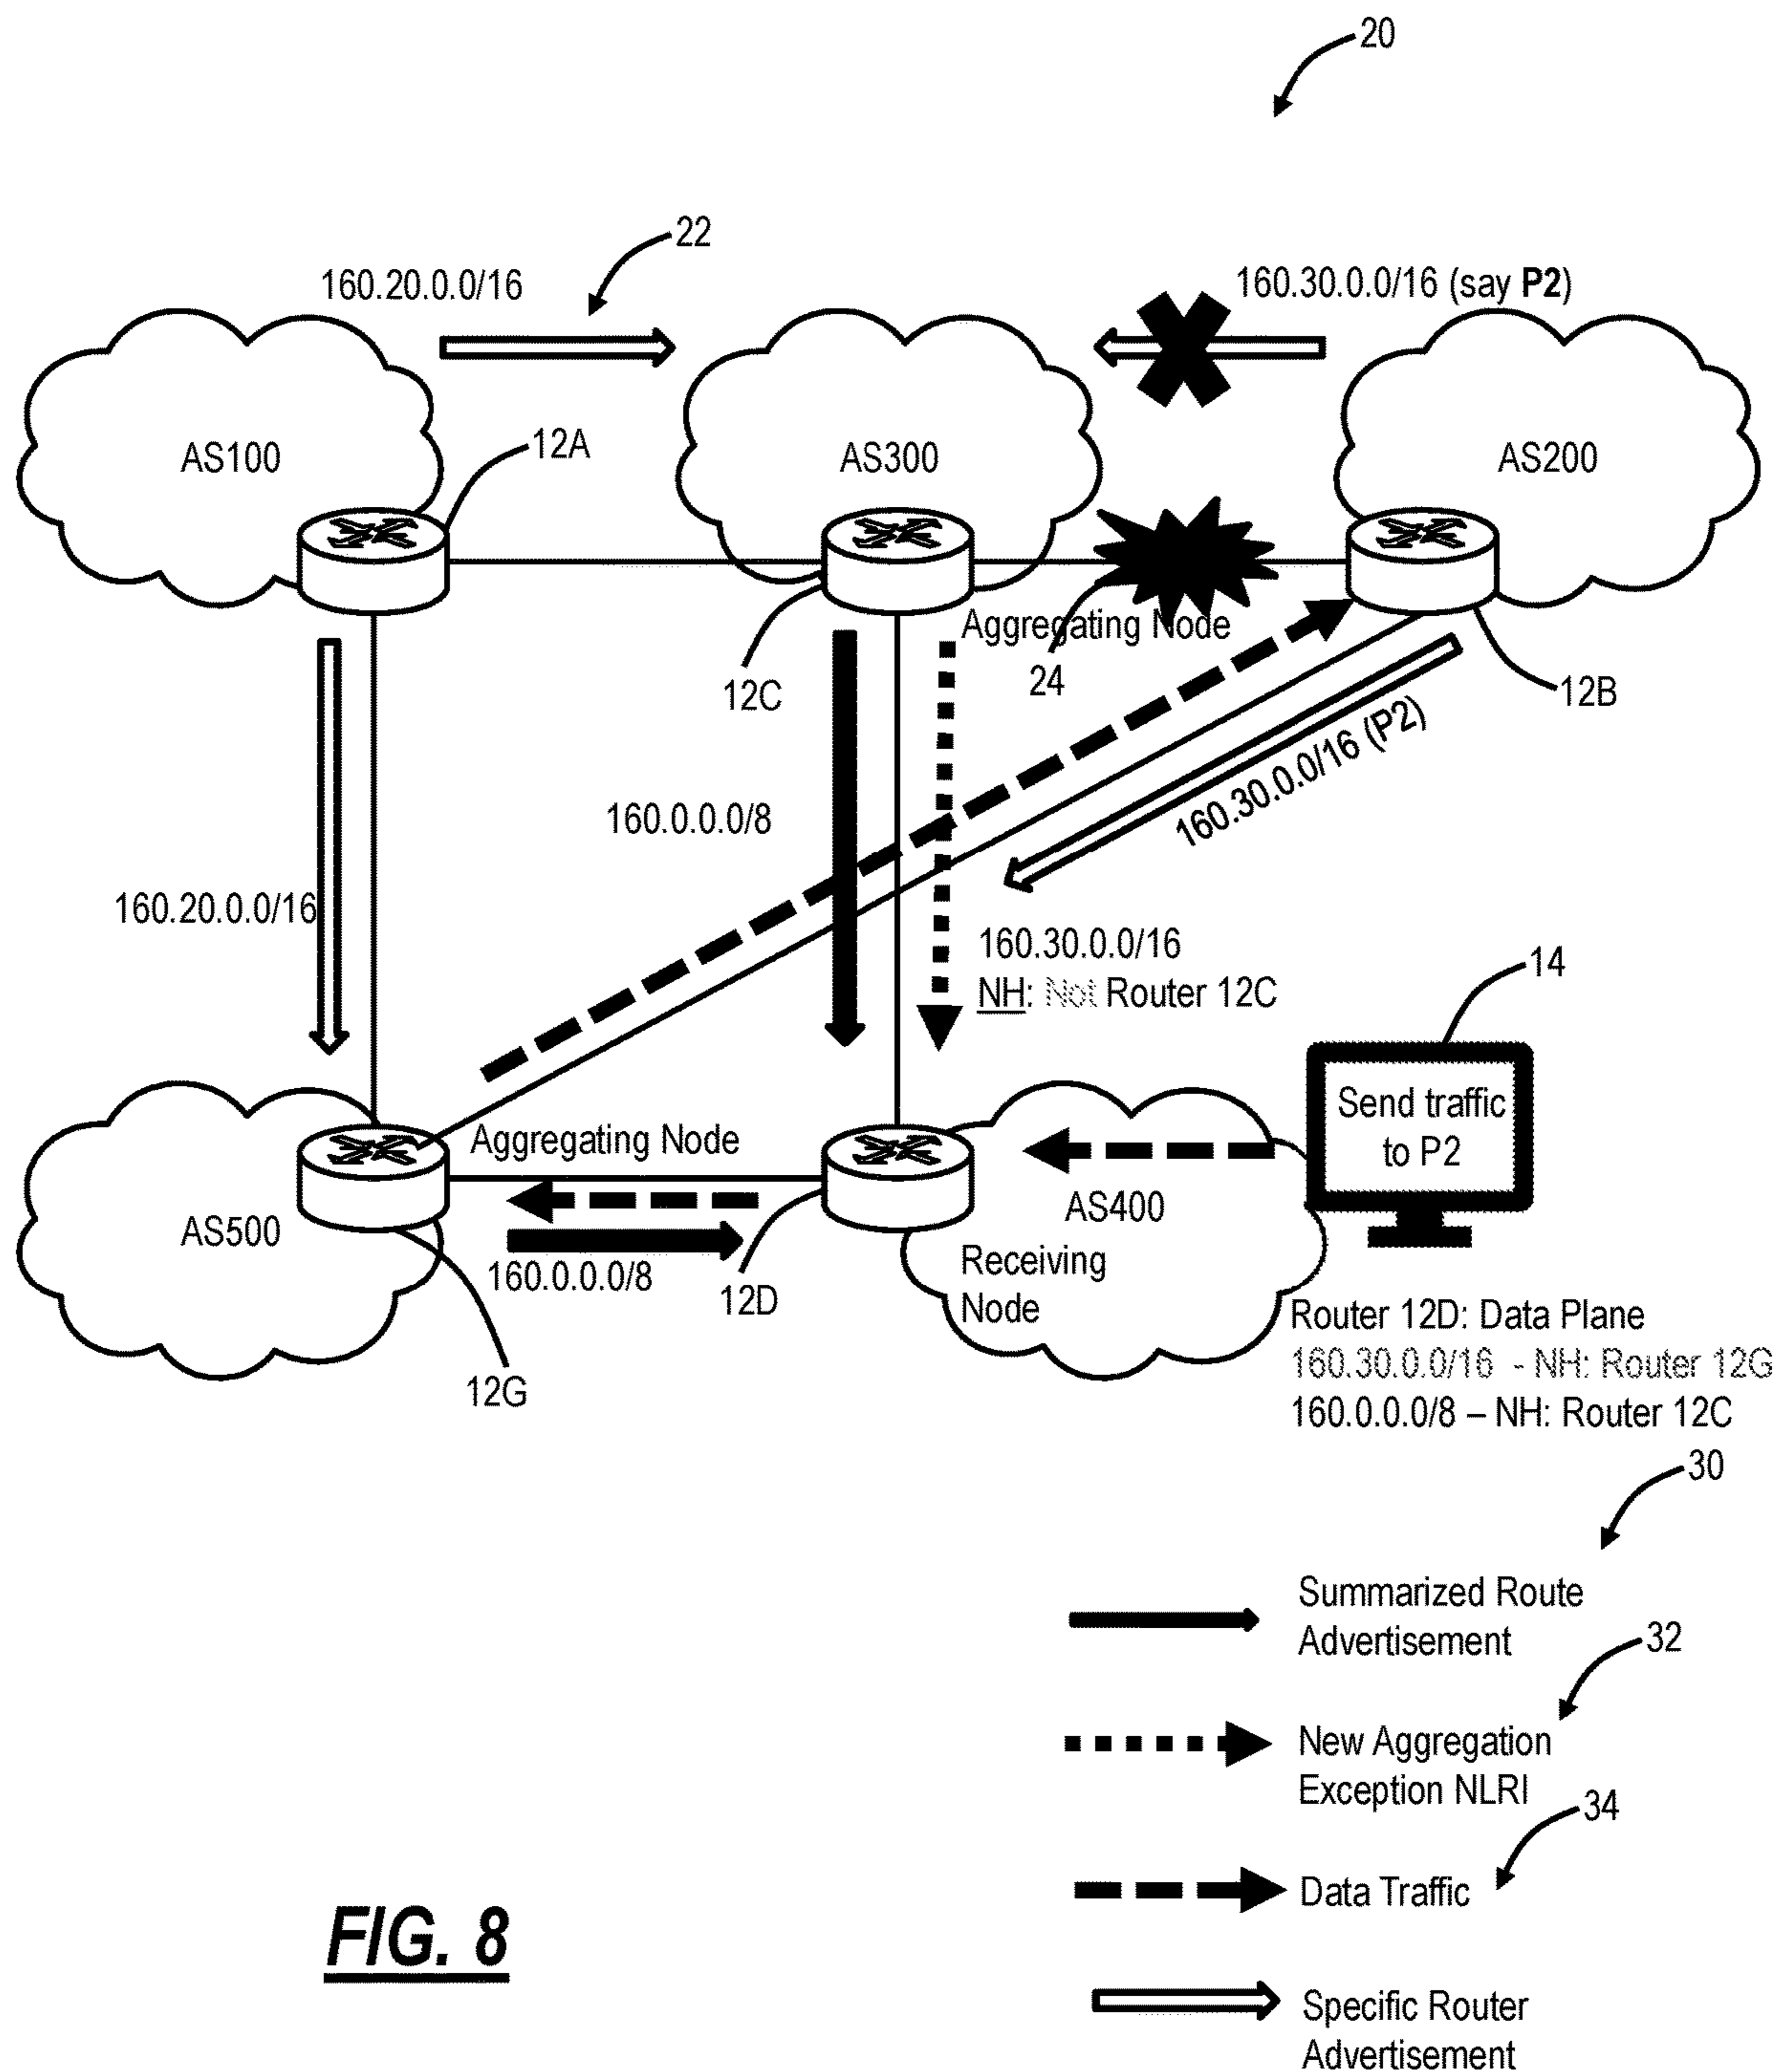 20
22
160.20.0.0/16
160.30.0.0/16 (say P2)
AS100
12A
AS300
AS200
Aggregating Node
12C
24
12B
160.30.0.0/16 (P2)
160.0.0.0/8
160.20.0.0/16
160.30.0.0/16
NH: Not Router 12C
14
Send traffic
to P2
Aggregating Node
AS500
AS400
160.0.0.0/8
12D
Receiving
Node
12G
Router 12D: Data Plane
160.30.0.0/16 - NH: Router 12G
160.0.0.0/8 – NH: Router 12C
30
Summarized Route
Advertisement
32
New Aggregation
Exception NLRI
34
Data Traffic
FIG. 8
Specific Router
Advertisement